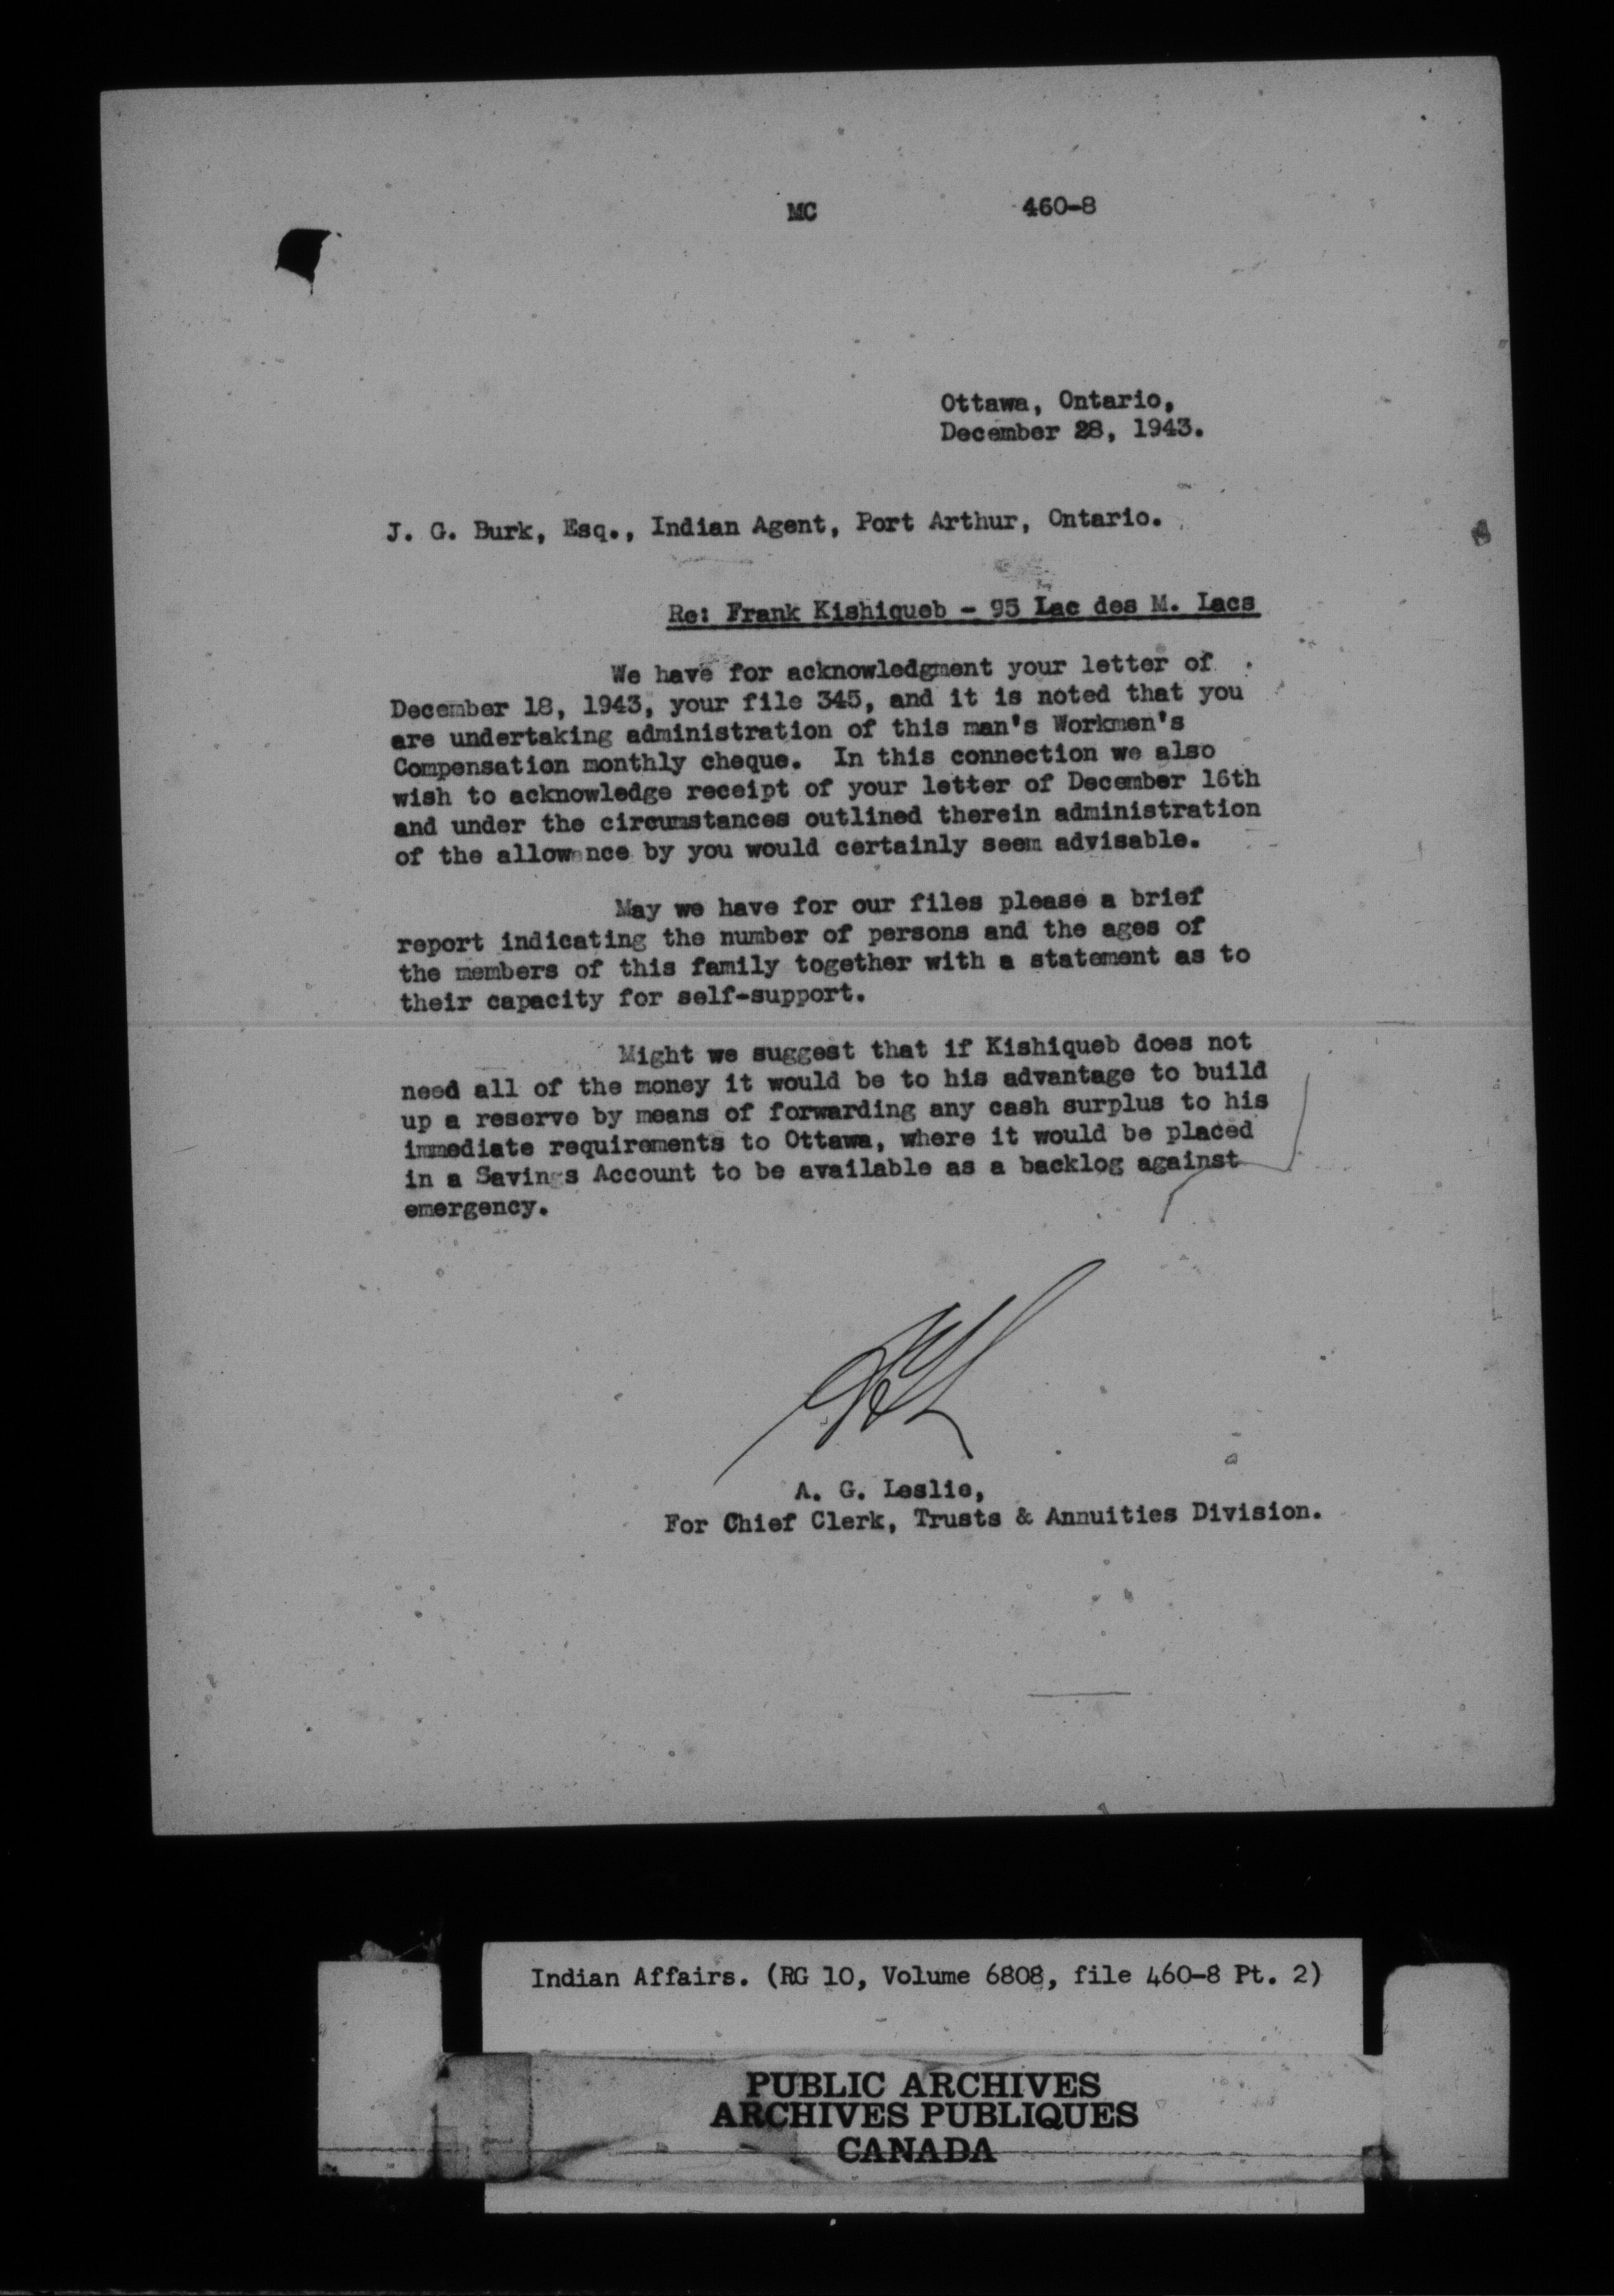 MC 460-8
Ottawa, Ontario,
December 28, 1943.
J. G. Burk, Esq., Indian Agent, Port Arthur, Ontario.
Re: Frank Kishiqueb - 95 Lac des M. Lacs
We have for acknowledgment your letter of
December 18, 1943, your file 345, and it is noted that you
are undertaking administration of this man's Workmen's
Compensation monthly cheque. In this connection we also
wish to acknowledge receipt of your letter of December 16th
and under the circumstances outlined therein administration
of the allowance by you would certainly seem advisable.
May we have for our files please a brief
report indicating the number of persons and the ages of
the members of this family together with a statement as to
their capacity for self-support.
Might we suggest that if Kishiqueb does not
need all of the money it would be to his advantage to build
up a reserve by means of forwarding any cash surplus to his
immediate requirements to Ottawa, where it would be placed
in a Savings Account to be available as a backlog against
emergency.
A. G. Leslie,
For Chief Clerk, Trusts & Annuities Division.
Indian Affairs. (RG 10, Volume 6808, file 460-8 Pt. 2)
PUBLIC ARCHIVES
ARCHIVES PUBLIQUES
CANADA